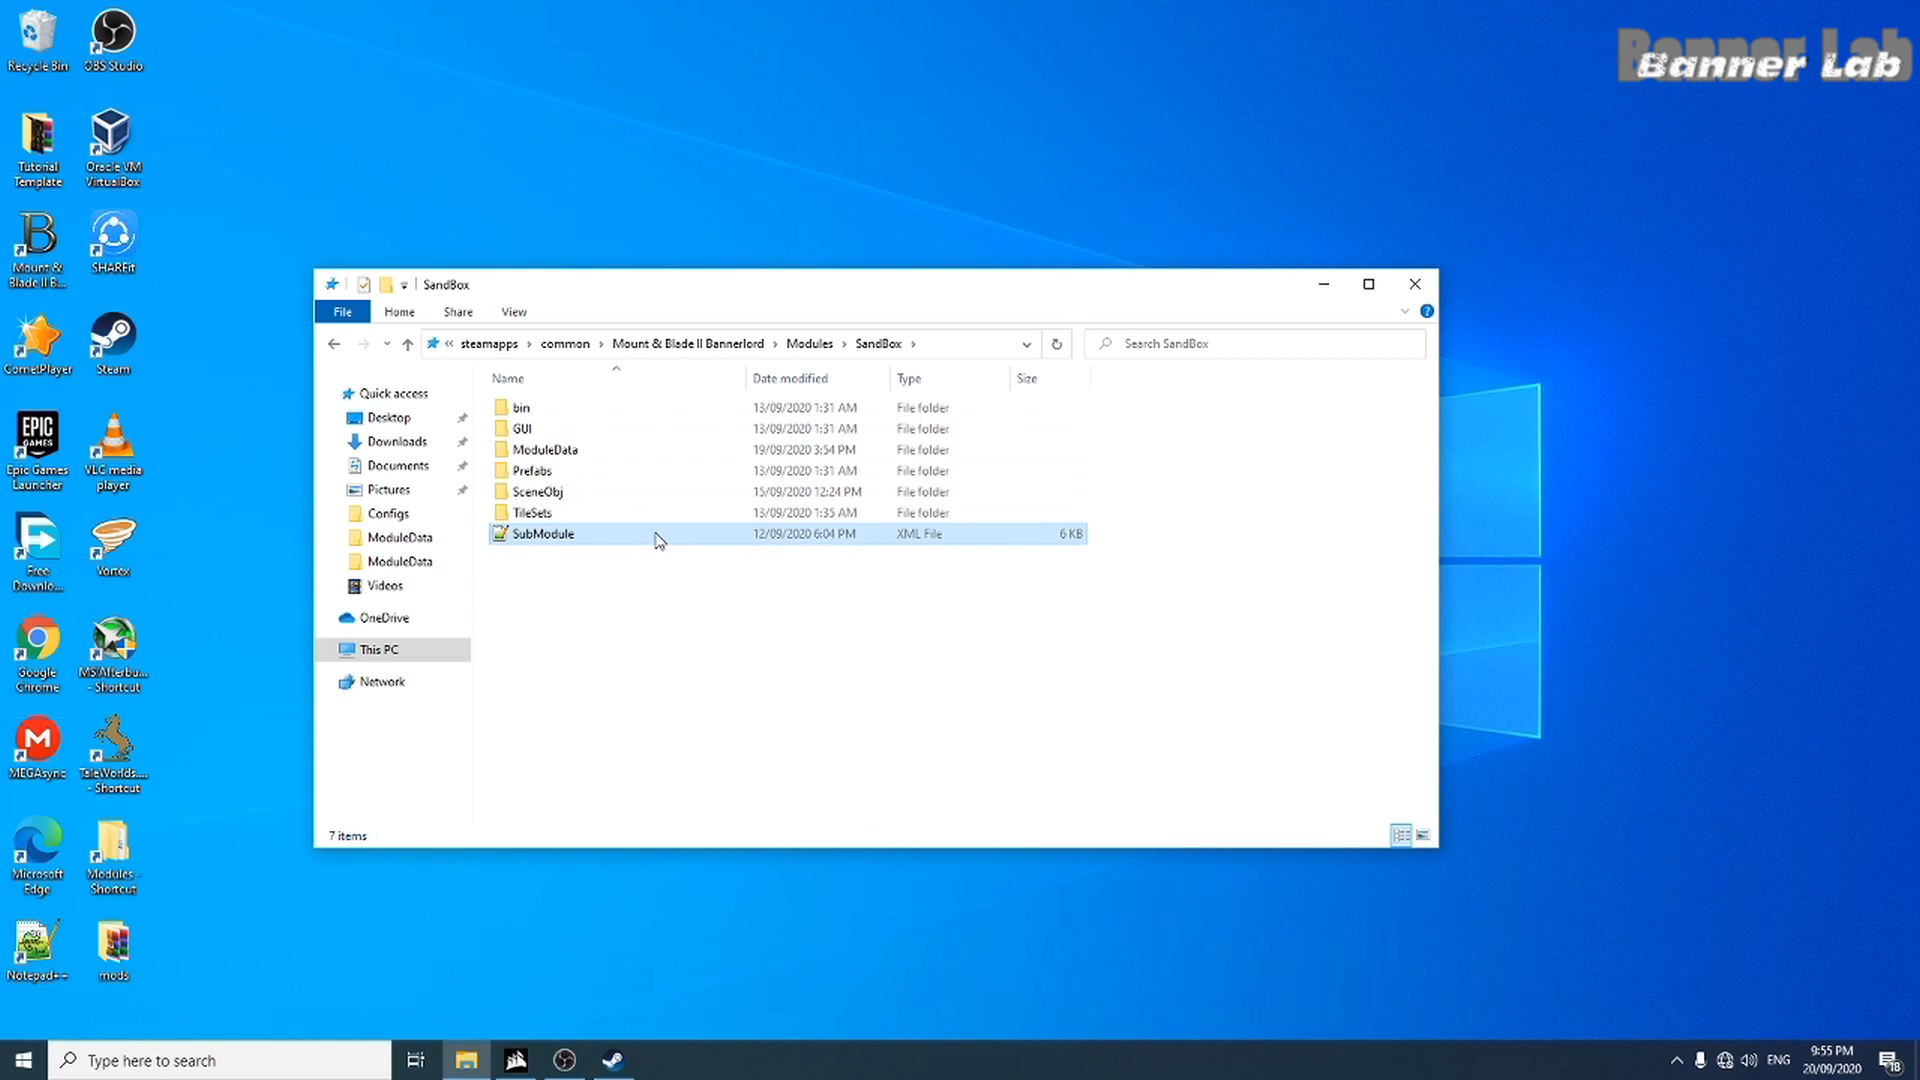 Banner Lab
Banner Lab
Recycle Bin
OBS Studio
Tutorial
Template
Oracle VM
VirtualBox
Mount &
Blade II B...
SHAREit
CometPlayer
Steam
EPIC
GAMES
Epic Games
Launcher
VLC media
player
Free
Downlo...
Vortex
Google
Chrome
MSIAfterbu...
- Shortcut
MEGAsync
TaleWorlds....
- Shortcut
Microsoft
Edge
Modules -
Shortcut
Notepad++
mods
SandBox
File
Home
Share
View
« steamapps › common › Mount & Blade II Bannerlord › Modules › SandBox ›
Search SandBox
Name
Date modified
Type
Size
Quick access
Desktop
Downloads
Documents
Pictures
Configs
ModuleData
ModuleData
Videos
OneDrive
This PC
Network
bin 13/09/2020 1:31 AM File folder
GUI 13/09/2020 1:31 AM File folder
ModuleData 19/09/2020 3:54 PM File folder
Prefabs 13/09/2020 1:31 AM File folder
SceneObj 15/09/2020 12:24 PM File folder
TileSets 13/09/2020 1:35 AM File folder
SubModule 12/09/2020 6:04 PM XML File 6 KB
7 items
Type here to search
ENG
9:55 PM
20/09/2020
18